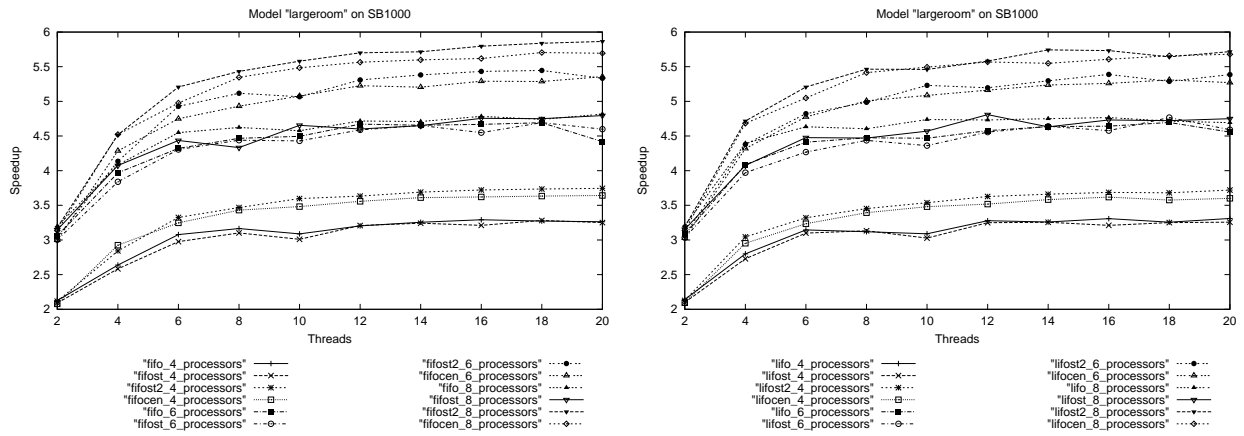 Model "largeroom" on SB1000
6
5.5
5
4.5
4
3.5
3
2.5
2
Speedup
2 4 6 8 10 12 14 16 18 20
Threads
"fifo_4_processors"
"fifost_4_processors"
"fifost2_4_processors"
"fifocen_4_processors"
"fifo_6_processors"
"fifost_6_processors"
"fifost2_6_processors"
"fifocen_6_processors"
"fifo_8_processors"
"fifost_8_processors"
"fifost2_8_processors"
"fifocen_8_processors"
Model "largeroom" on SB1000
6
5.5
5
4.5
4
3.5
3
2.5
2
Speedup
2 4 6 8 10 12 14 16 18 20
Threads
"lifo_4_processors"
"lifost_4_processors"
"lifost2_4_processors"
"lifocen_4_processors"
"lifo_6_processors"
"lifost_6_processors"
"lifost2_6_processors"
"lifocen_6_processors"
"lifo_8_processors"
"lifost_8_processors"
"lifost2_8_processors"
"lifocen_8_processors"